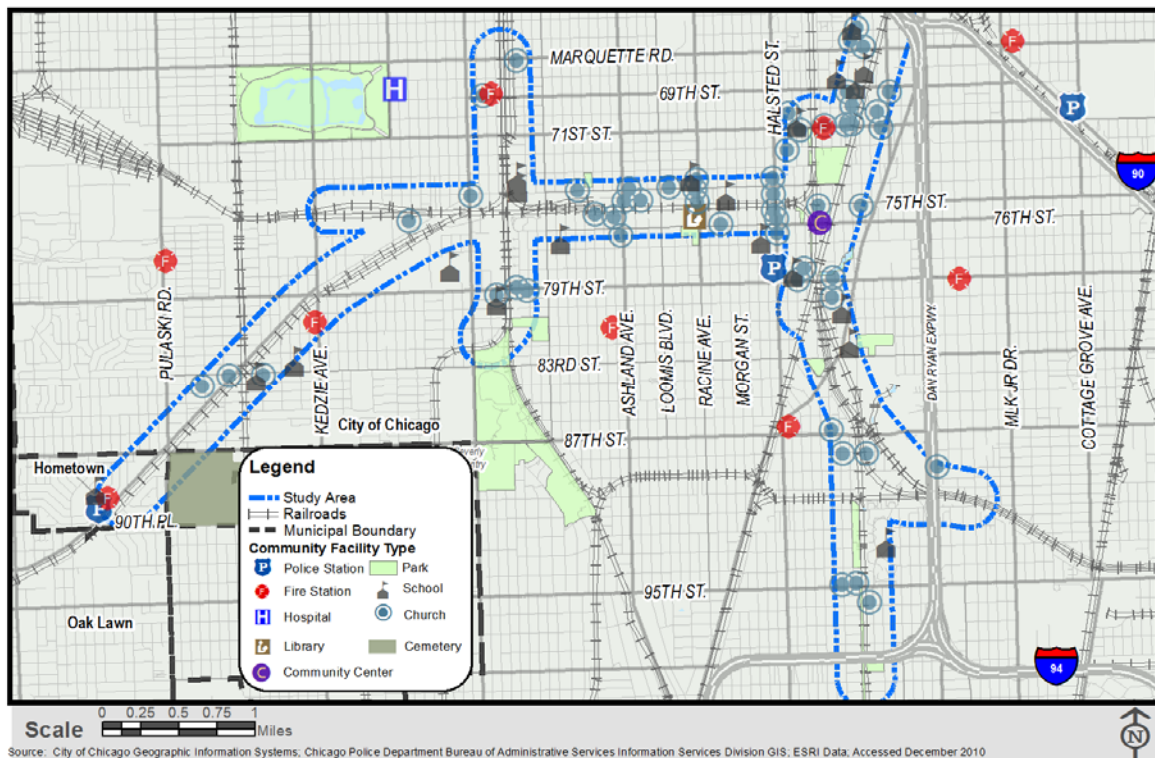 MARQUETTE RD.
69TH ST.
HALSTED ST.
H
F
F
F
P
71ST ST.
90
75TH ST.
76TH ST.
C
F
PULASKI RD.
P
F
79TH ST.
F
KEDZIE AVE.
F
ASHLAND AVE.
LOOMIS BLVD.
RACINE AVE.
MORGAN ST.
DAN RYAN EXPWY.
MLK JR DR.
COTTAGE GROVE AVE.
83RD ST.
City of Chicago
F
87TH ST.
Hometown
F
P
90TH PL.
95TH ST.
Oak Lawn
94
Legend
Study Area
Railroads
Municipal Boundary
Community Facility Type
P Police Station Park
F Fire Station School
H Hospital Church
Library Cemetery
C Community Center
Scale 0 0.25 0.5 0.75 1
Miles
N
Source: City of Chicago Geographic Information Systems; Chicago Police Department Bureau of Administrative Services Information Services Division GIS; ESRI Data; Accessed December 2010